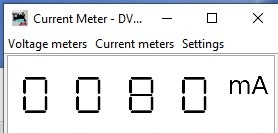 Current Meter - DV...
Voltage meters Current meters Settings
0080 mA